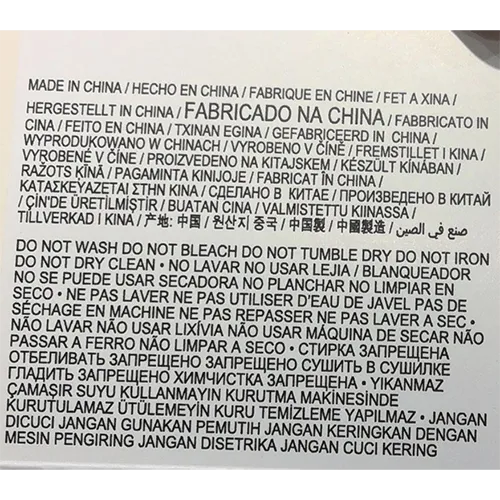 MADE IN CHINA / HECHO EN CHINA / FABRIQUE EN CHINE / FET A XINA /
HERGESTELLT IN CHINA / FABRICADO NA CHINA / FABBRICATO IN
CINA / FEITO EN CHINA / TXINAN EGINA / GEFABRICEERD IN CHINA /
WYPRODUKOWANO W CHINACH / VYROBENO V ČÍNĚ / FREMSTILLET I KINA /
VYROBENÉ V ČÍNE / PROIZVEDENO NA KITAJSKEM / KÉSZÜLT KÍNÁBAN /
RAŽOTS ĶĪNĀ / PAGAMINTA KINIJOJE / FABRICAT ÎN CHINA /
ΚΑΤΑΣΚΕΥΑΖΕΤΑΙ ΣΤΗΝ ΚΙΝΑ / СДЕЛАНО В КИТАЕ / ПРОИЗВЕДЕНО В КИТАЙ
/ ÇİN'DE ÜRETİLMİŞTİR / BUATAN CINA / VALMISTETTU KIINASSA /
TILLVERKAD I KINA / 产地: 中国 / 원산지 중국 / 中国製 / 中國製造 / صنع في الصين
DO NOT WASH DO NOT BLEACH DO NOT TUMBLE DRY DO NOT IRON
DO NOT DRY CLEAN • NO LAVAR NO USAR LEJIA / BLANQUEADOR
NO SE PUEDE USAR SECADORA NO PLANCHAR NO LIMPIAR EN
SECO • NE PAS LAVER NE PAS UTILISER D'EAU DE JAVEL PAS DE
SÉCHAGE EN MACHINE NE PAS REPASSER NE PAS LAVER A SEC •
NÃO LAVAR NÃO USAR LIXÍVIA NÃO USAR MÁQUINA DE SECAR NÃO
PASSAR A FERRO NÃO LIMPAR A SECO • СТИРКА ЗАПРЕЩЕНА
ОТБЕЛИВАТЬ ЗАПРЕЩЕНО ЗАПРЕЩЕНО СУШИТЬ В СУШИЛКЕ
ГЛАДИТЬ ЗАПРЕЩЕНО ХИМЧИСТКА ЗАПРЕЩЕНА • YIKANMAZ
ÇAMAŞIR SUYU KULLANMAYIN KURUTMA MAKİNESİNDE
KURUTULAMAZ ÜTÜLEMEYİN KURU TEMİZLEME YAPILMAZ • JANGAN
DICUCI JANGAN GUNAKAN PEMUTIH JANGAN KERINGKAN DENGAN
MESIN PENGIRING JANGAN DISETRIKA JANGAN CUCI KERING